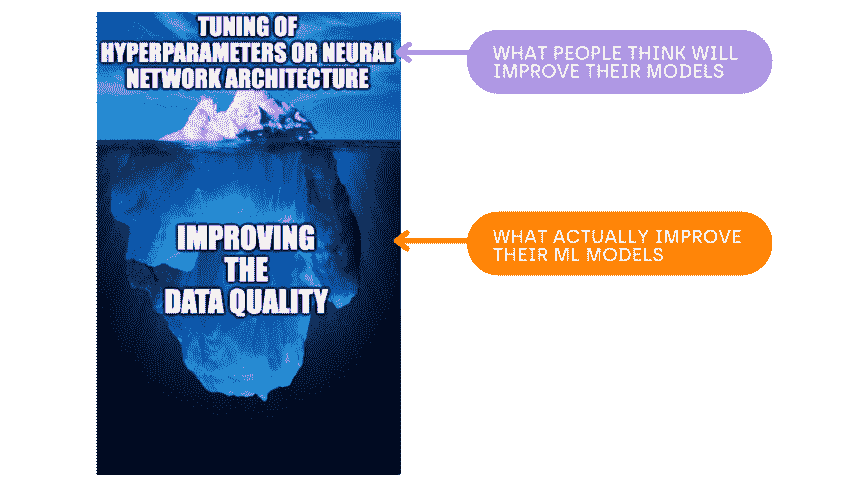 TUNING OF
HYPERPARAMETERS OR NEURAL
NETWORK ARCHITECTURE
WHAT PEOPLE THINK WILL
IMPROVE THEIR MODELS
IMPROVING
THE
DATA QUALITY
WHAT ACTUALLY IMPROVE
THEIR ML MODELS